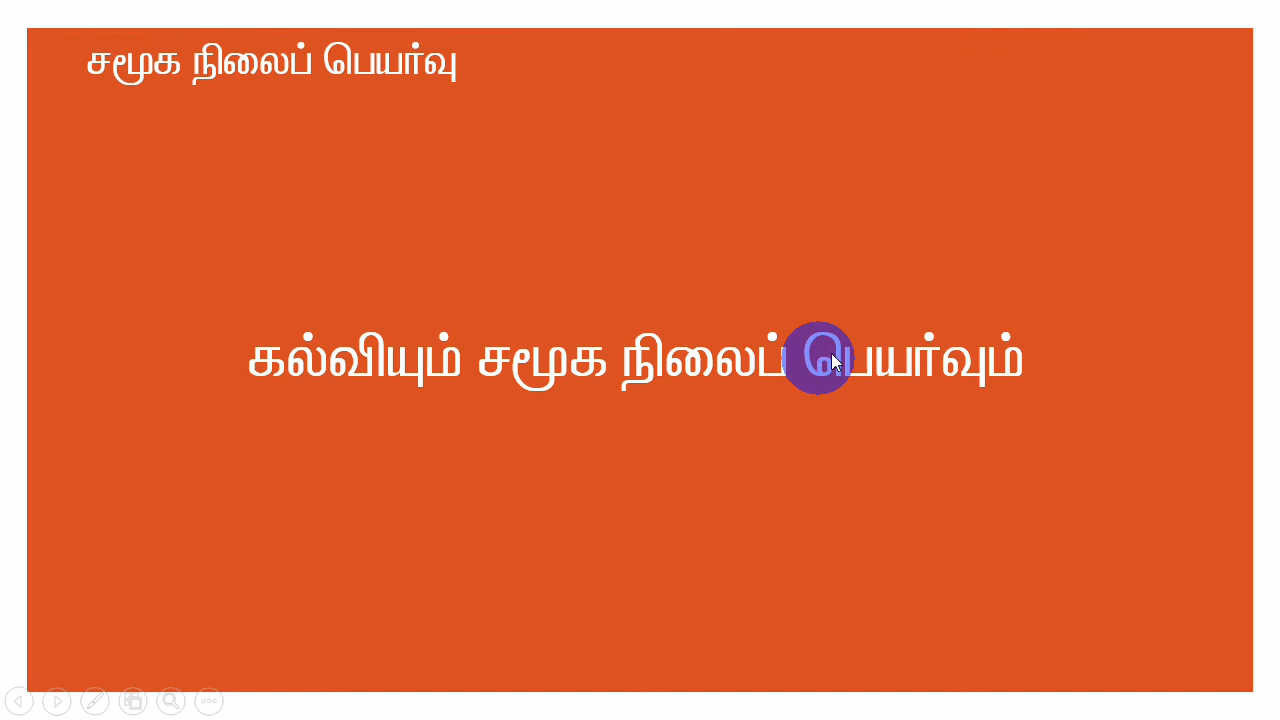 சமூக நிலைப் பெயர்வு
கல்வியும் சமூக நிலைப் பெயர்வும்